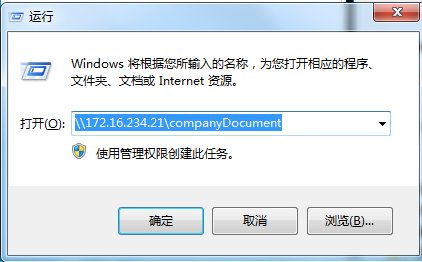 运行
Windows 将根据您所输入的名称，为您打开相应的程序、
文件夹、文档或 Internet 资源。
打开(O): \\172.16.234.21\companyDocument
使用管理权限创建此任务。
确定 取消 浏览(B)...